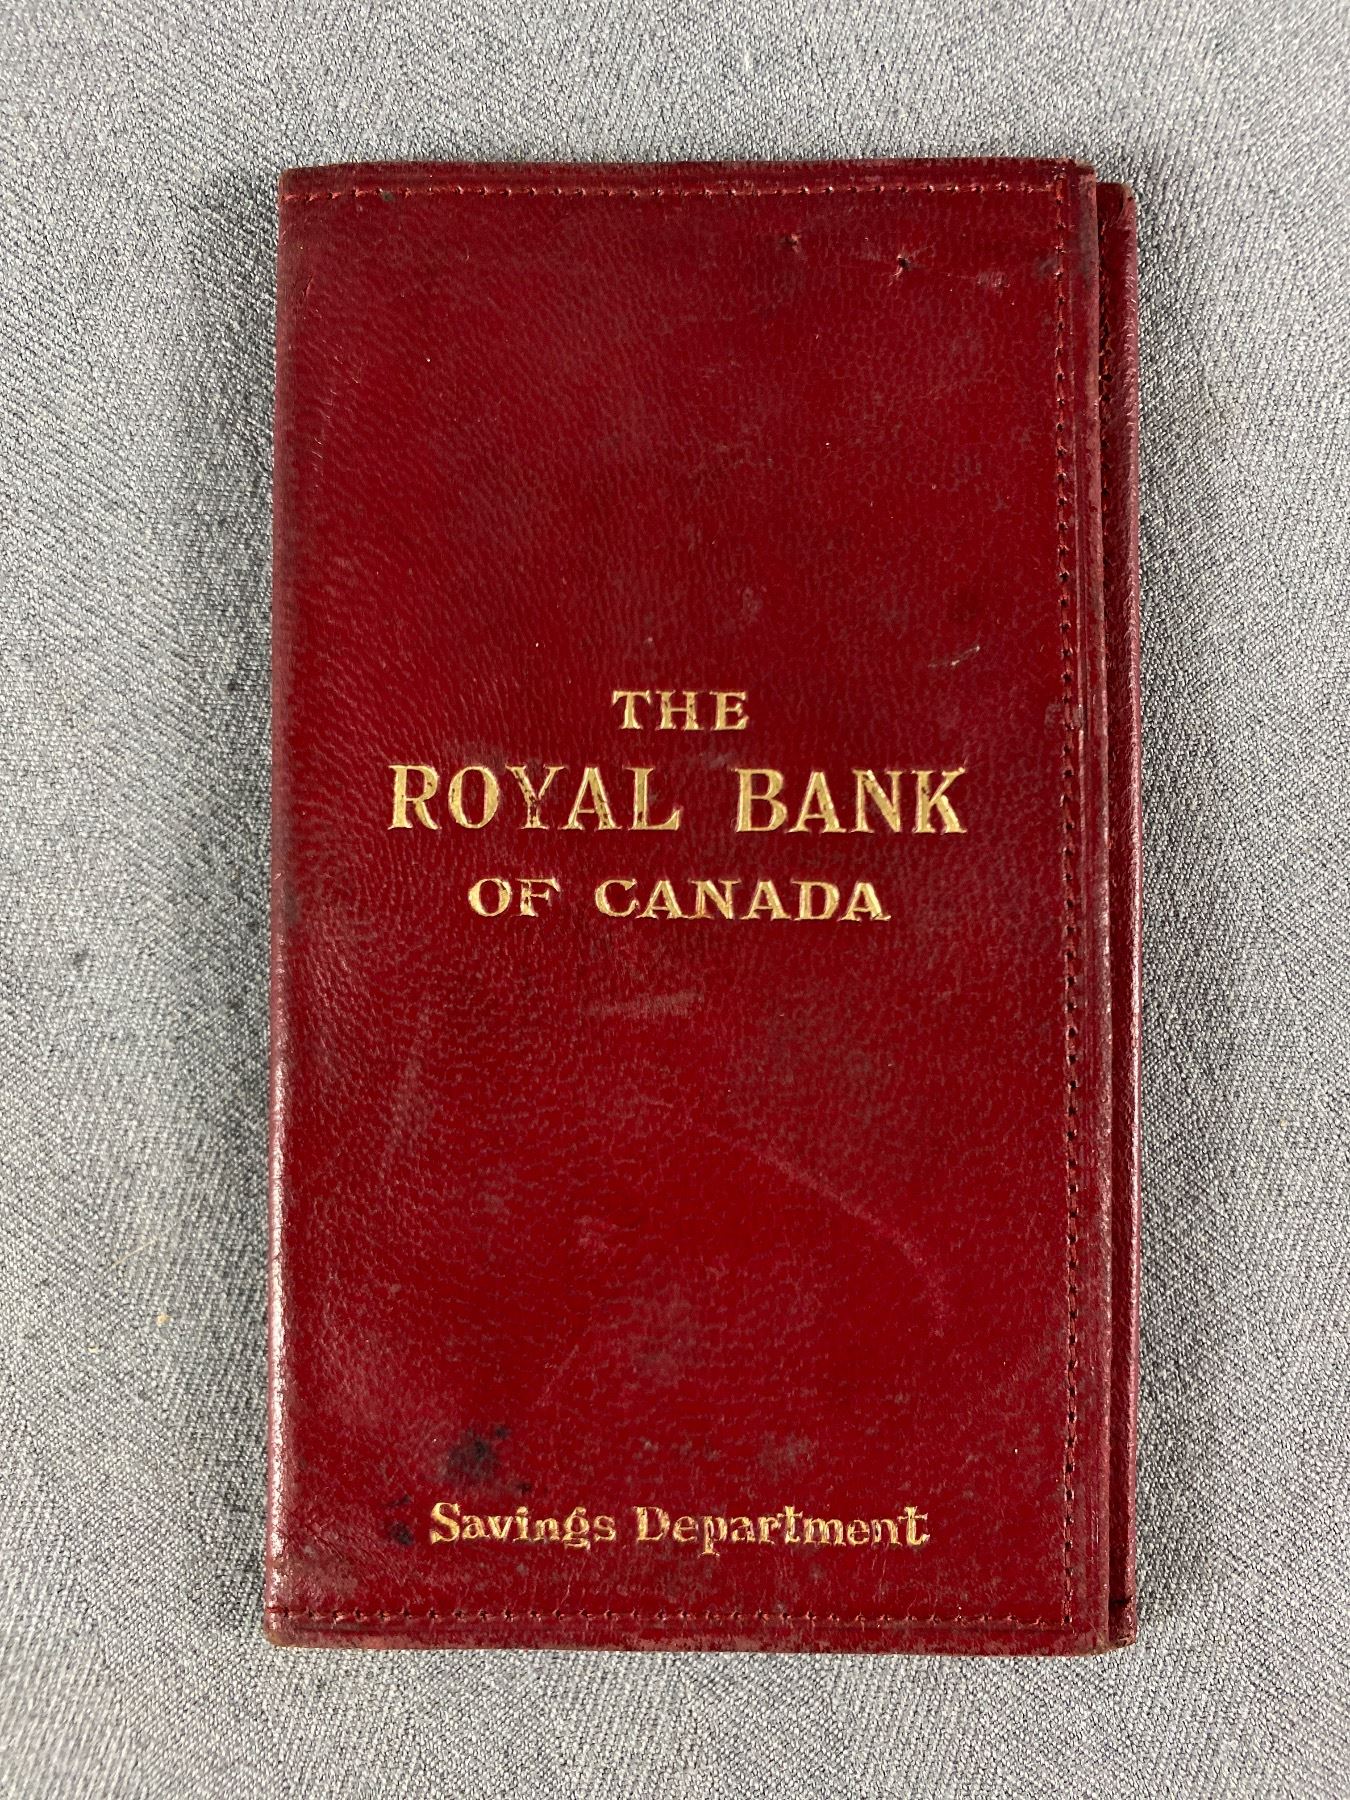 THE
ROYAL BANK
OF CANADA
Savings Department